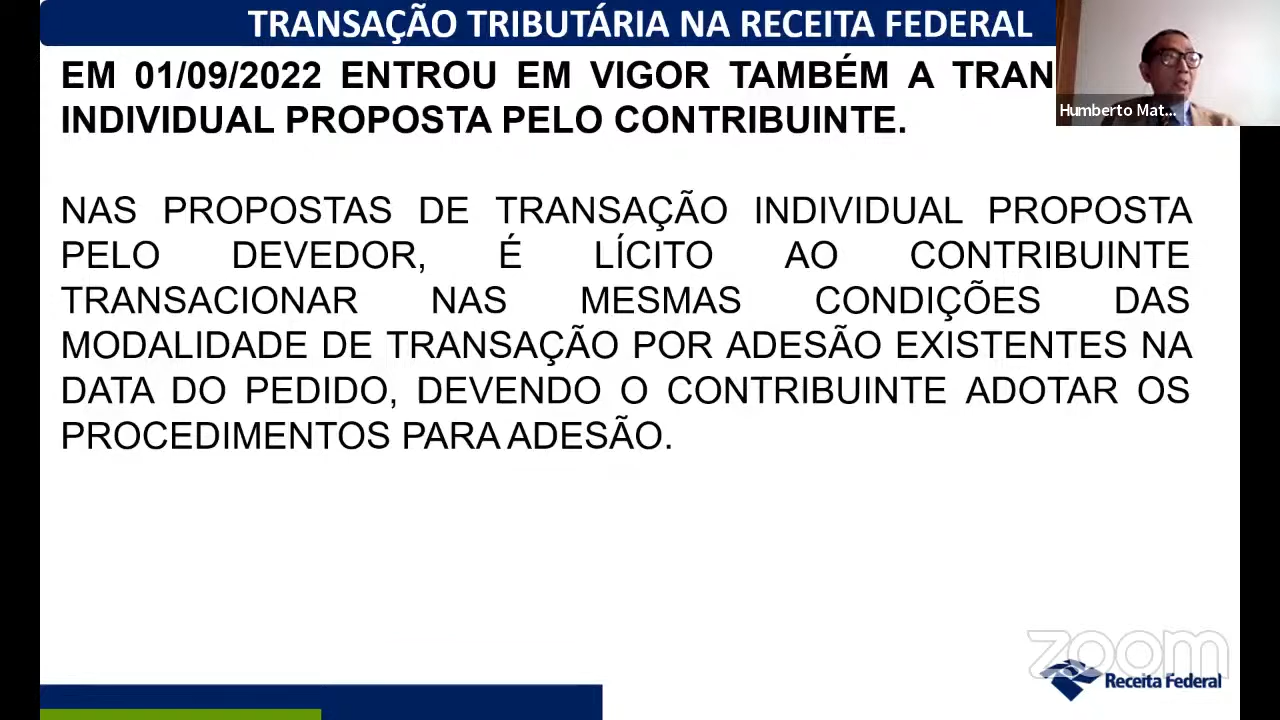 TRANSAÇÃO TRIBUTÁRIA NA RECEITA FEDERAL
EM 01/09/2022 ENTROU EM VIGOR TAMBÉM A TRAN
INDIVIDUAL PROPOSTA PELO CONTRIBUINTE.
Humberto Mat...
NAS PROPOSTAS DE TRANSAÇÃO INDIVIDUAL PROPOSTA
PELO DEVEDOR, É LÍCITO AO CONTRIBUINTE
TRANSACIONAR NAS MESMAS CONDIÇÕES DAS
MODALIDADE DE TRANSAÇÃO POR ADESÃO EXISTENTES NA
DATA DO PEDIDO, DEVENDO O CONTRIBUINTE ADOTAR OS
PROCEDIMENTOS PARA ADESÃO.
zoom
Receita Federal